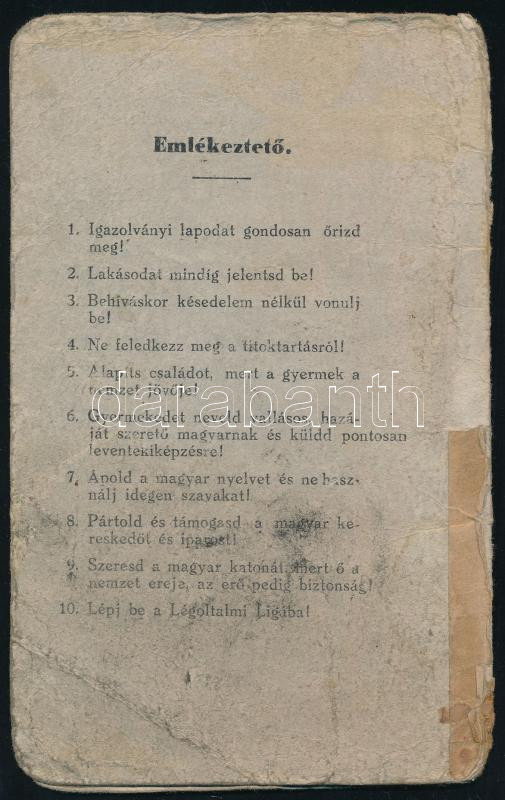 Emlékeztető.
1. Igazolványi lapodat gondosan őrizd
meg!
2. Lakásodat mindig jelentsd be!
3. Behíváskor késedelem nélkül vonulj
be!
4. Ne feledkezz meg a titoktartásról!
5. Alapíts családot, mert a gyermek a
nemzet jövője!
darabanth
6. Gyermekedet neveld vallásos, hazá-
ját szerető magyarnak és küldd pontosan
leventekiképzésre!
7. Ápold a magyar nyelvet és ne hasz-
nálj idegen szavakat!
8. Pártold és támogasd a magyar ke-
reskedőt és iparost!
9. Szeresd a magyar katonát, mert ő a
nemzet ereje, az erő pedig biztonság!
10. Lépj be a Légoltalmi Ligába!